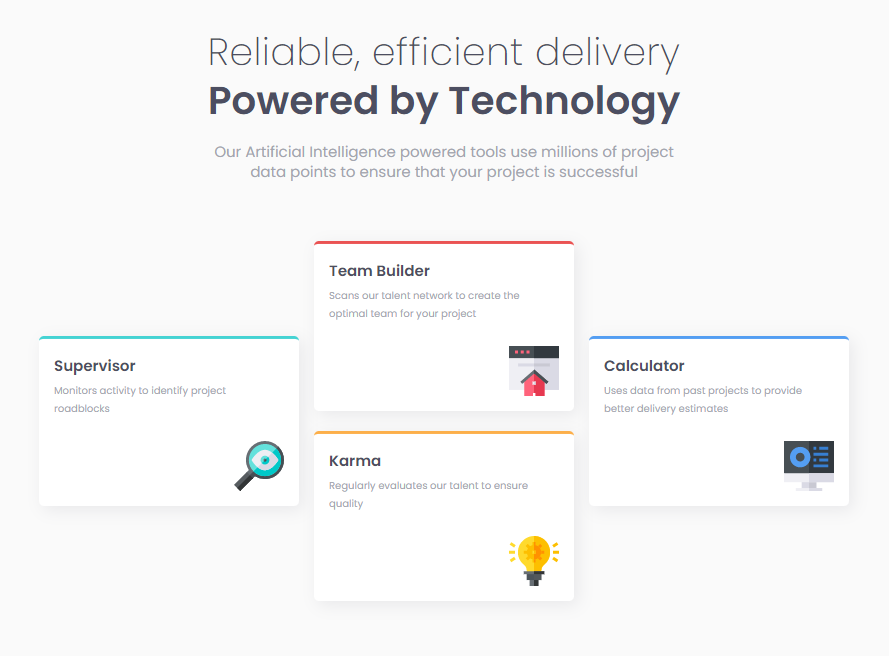 Reliable, efficient delivery
Powered by Technology
Our Artificial Intelligence powered tools use millions of project
data points to ensure that your project is successful
Supervisor
Monitors activity to identify project
roadblocks
Team Builder
Scans our talent network to create the
optimal team for your project
Karma
Regularly evaluates our talent to ensure
quality
Calculator
Uses data from past projects to provide
better delivery estimates